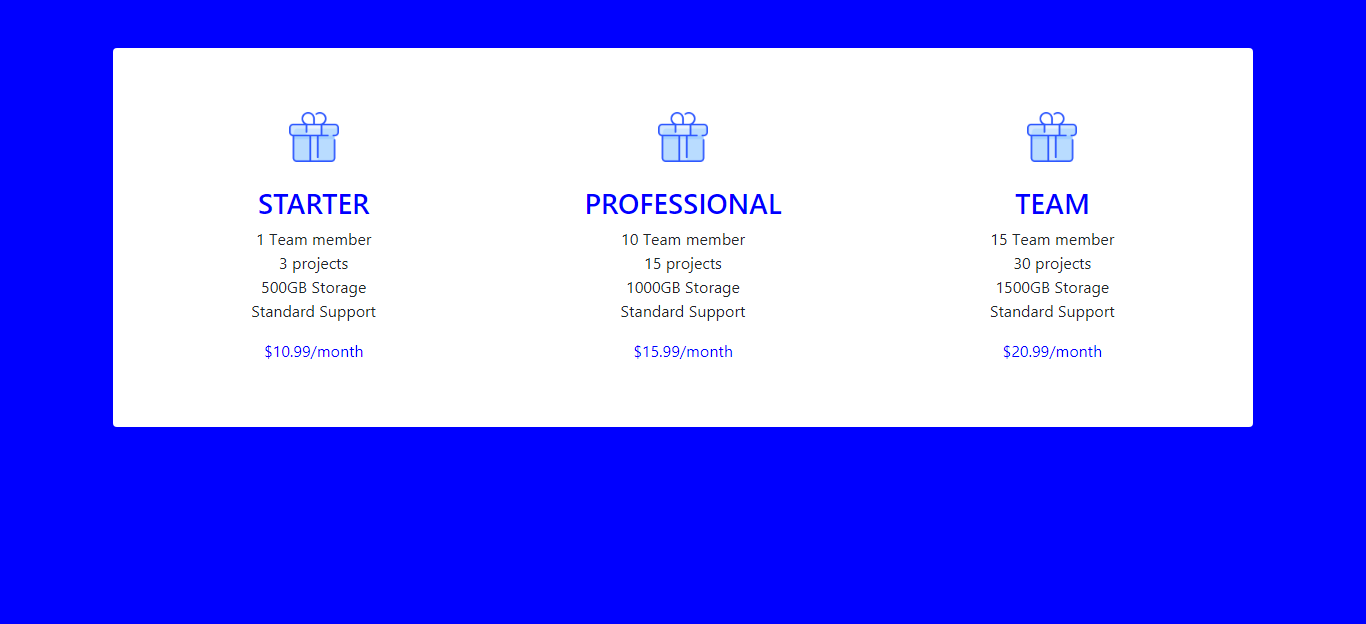 STARTER
1 Team member
3 projects
500GB Storage
Standard Support
$10.99/month
PROFESSIONAL
10 Team member
15 projects
1000GB Storage
Standard Support
$15.99/month
TEAM
15 Team member
30 projects
1500GB Storage
Standard Support
$20.99/month